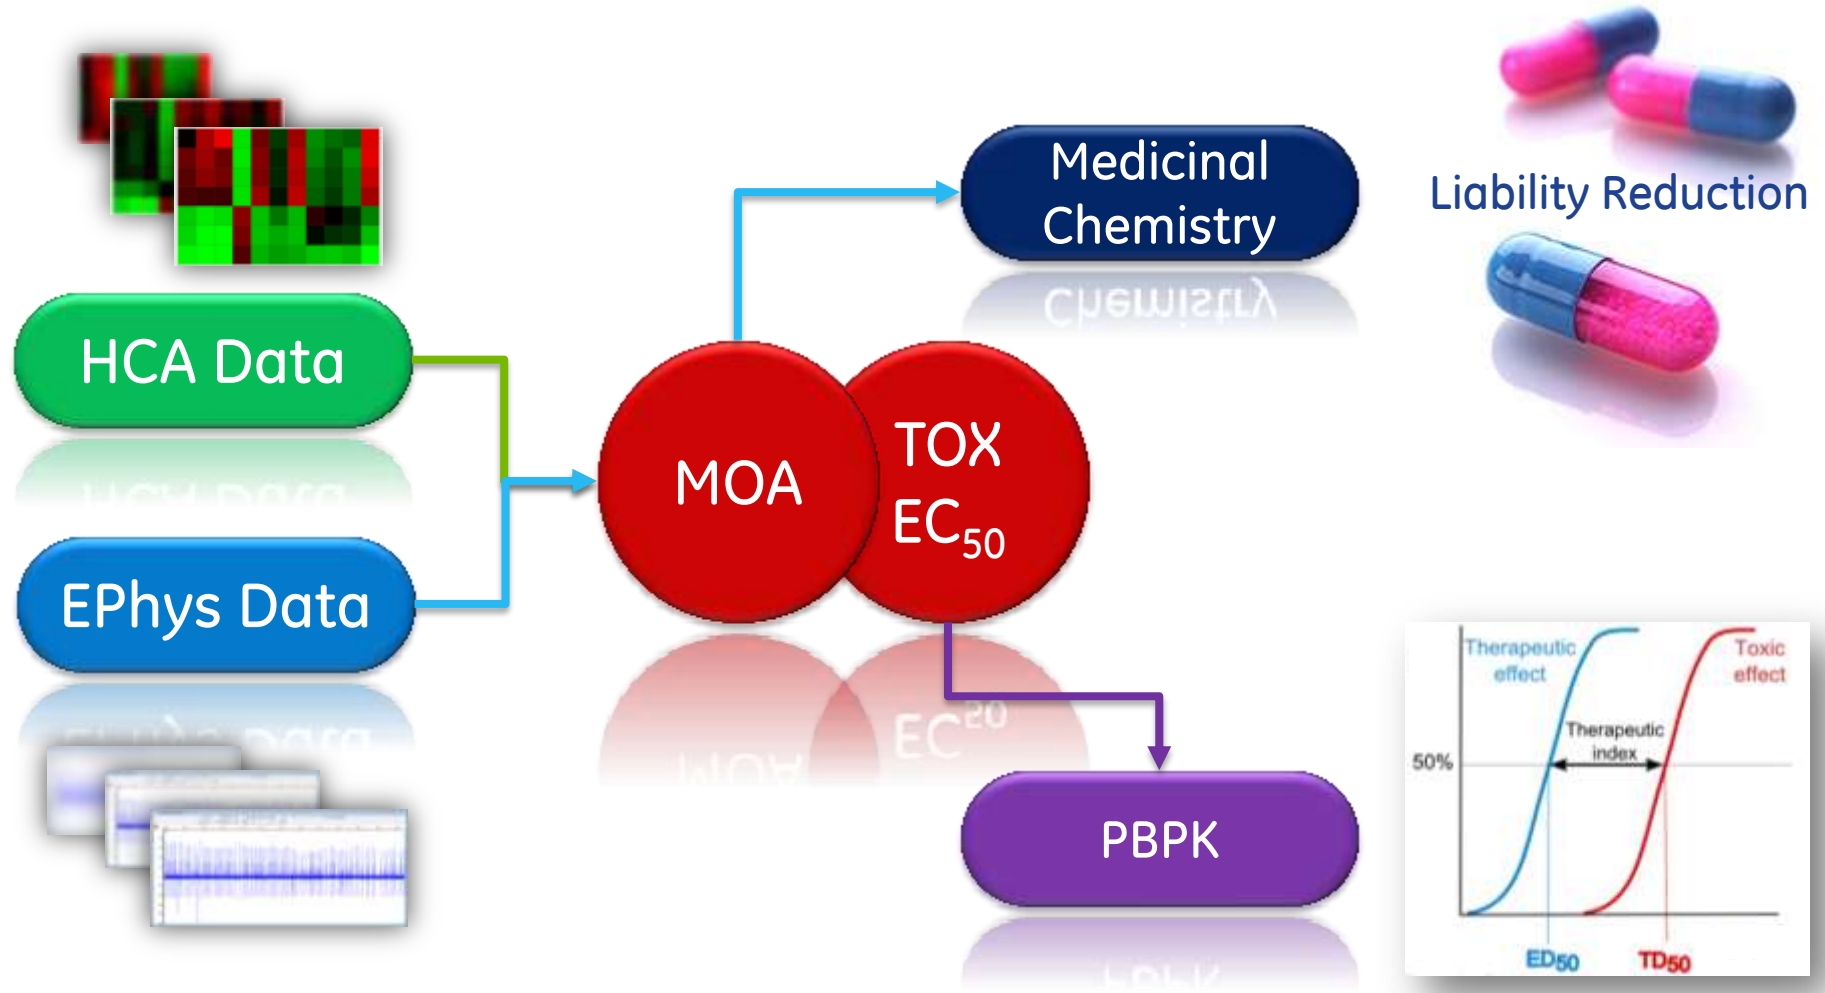 HCA Data
EPhys Data
MOA
TOX
EC50
Medicinal
Chemistry
Liability Reduction
PBPK
Therapeutic
effect
Toxic
effect
Therapeutic
index
50%
ED50
TD50